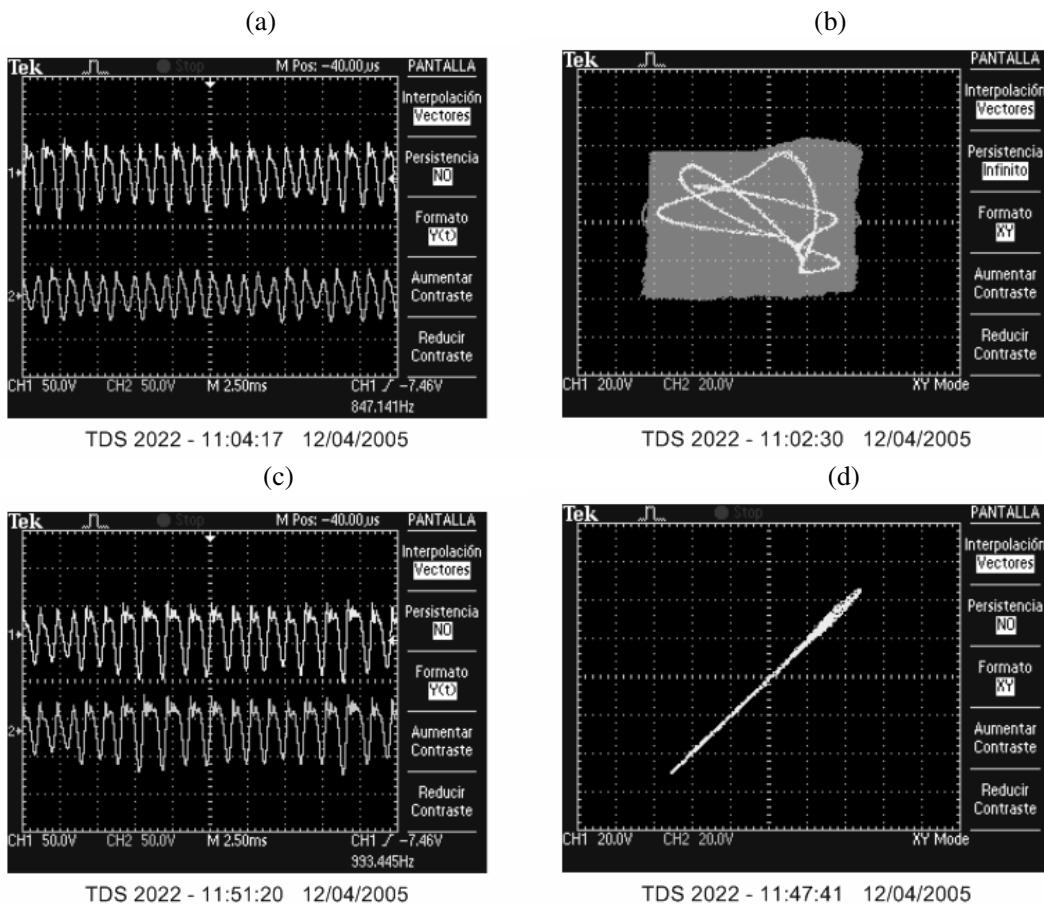 (a)
Tek Stop M Pos: -40.00µs PANTALLA
Interpolación
Vectores
Persistencia
NO
Formato
Y(t)
Aumentar
Contraste
Reducir
Contraste
1
2
CH1 50.0V CH2 50.0V M 2.50ms CH1 / -7.46V
847.141Hz
TDS 2022 - 11:04:17 12/04/2005
(b)
Tek Stop PANTALLA
Interpolación
Vectores
Persistencia
Infinito
Formato
XY
Aumentar
Contraste
Reducir
Contraste
CH1 20.0V CH2 20.0V XY Mode
TDS 2022 - 11:02:30 12/04/2005
(c)
Tek Stop M Pos: -40.00µs PANTALLA
Interpolación
Vectores
Persistencia
NO
Formato
Y(t)
Aumentar
Contraste
Reducir
Contraste
1
2
CH1 50.0V CH2 50.0V M 2.50ms CH1 / -7.46V
993.445Hz
TDS 2022 - 11:51:20 12/04/2005
(d)
Tek Stop PANTALLA
Interpolación
Vectores
Persistencia
NO
Formato
XY
Aumentar
Contraste
Reducir
Contraste
CH1 20.0V CH2 20.0V XY Mode
TDS 2022 - 11:47:41 12/04/2005